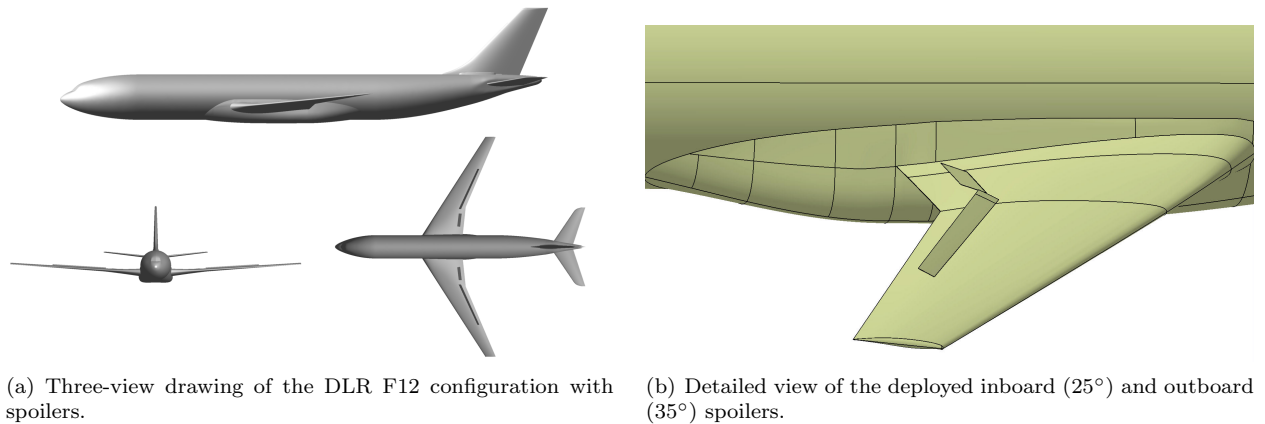 (a) Three-view drawing of the DLR F12 configuration with
spoilers.
(b) Detailed view of the deployed inboard (25°) and outboard
(35°) spoilers.